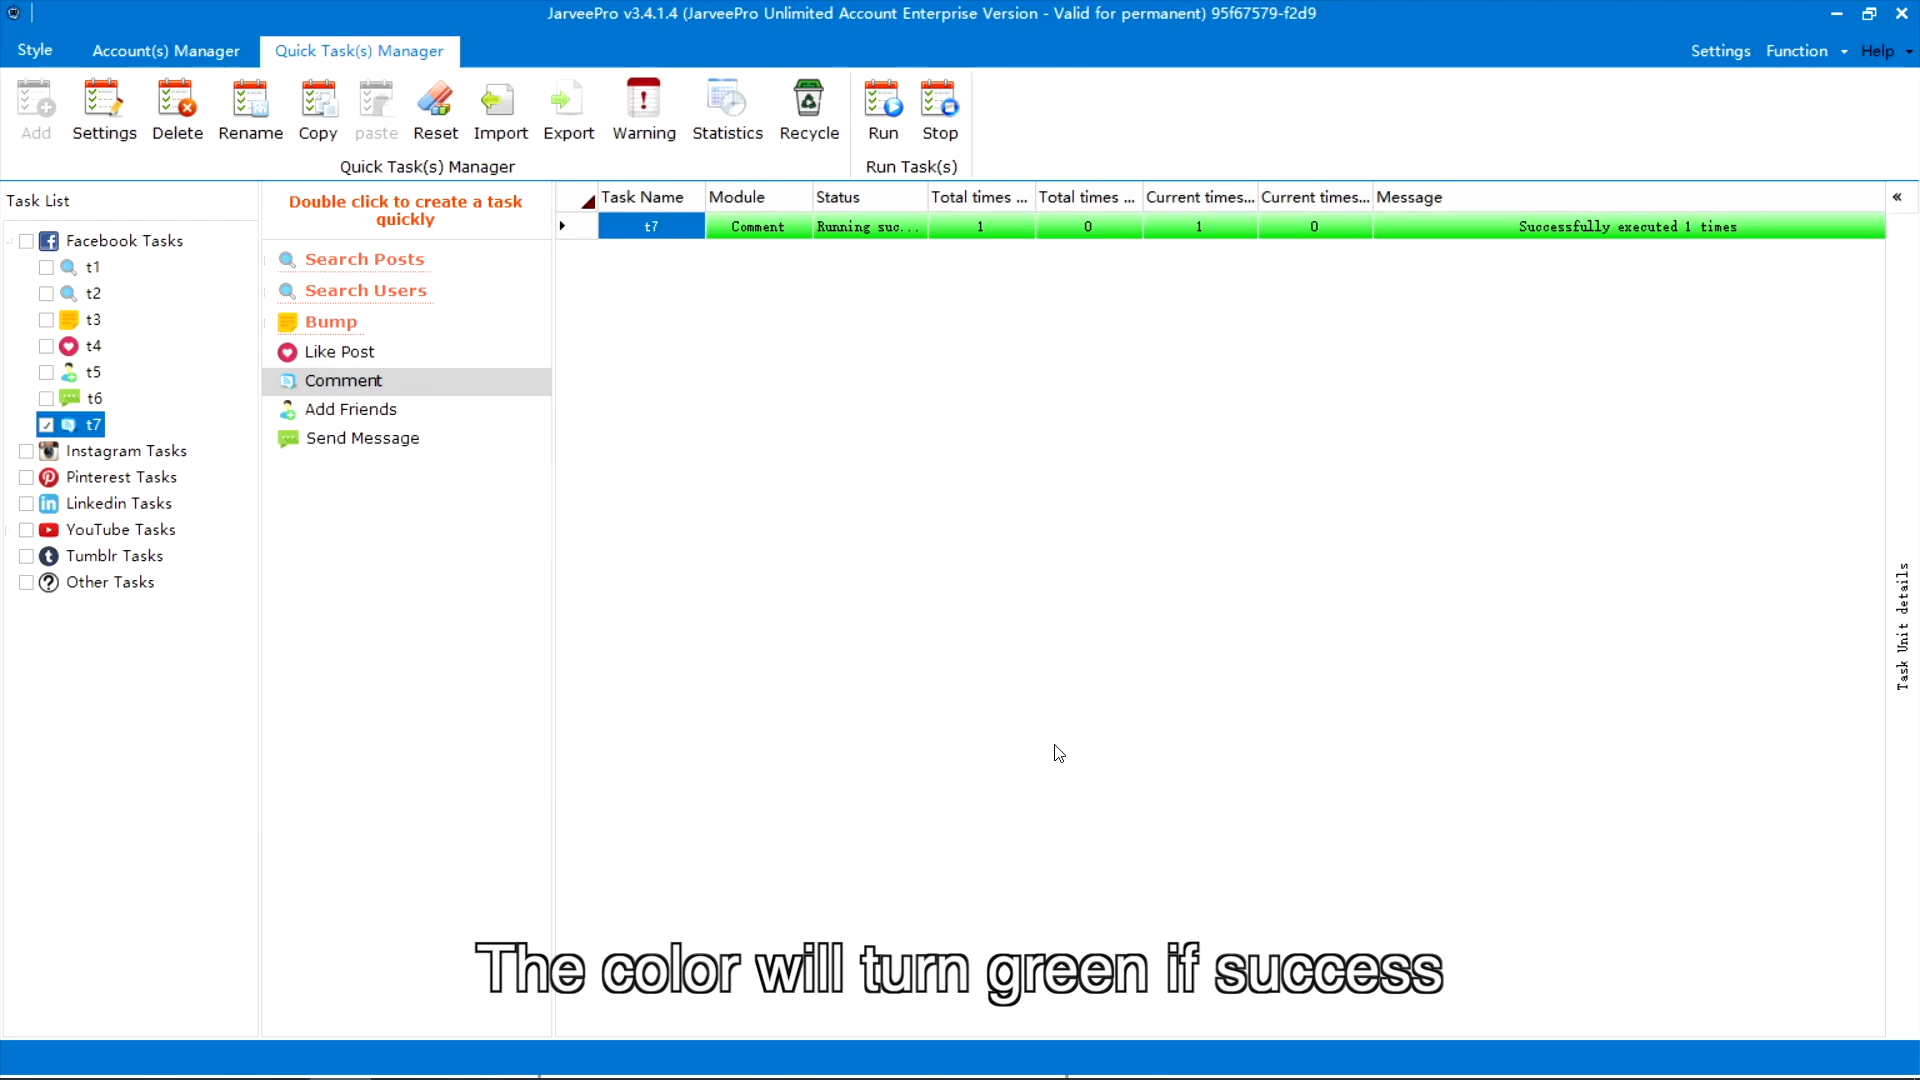 JarveePro v3.4.1.4 (JarveePro Unlimited Account Enterprise Version - Valid for permanent) 95f67579-f2d9
Style Account(s) Manager Quick Task(s) Manager Settings Function Help
Add Settings Delete Rename Copy paste Reset Import Export Warning Statistics Recycle Run Stop
Quick Task(s) Manager Run Task(s)
Task List
Facebook Tasks
t1
t2
t3
t4
t5
t6
t7
Instagram Tasks
Pinterest Tasks
Linkedin Tasks
YouTube Tasks
Tumblr Tasks
Other Tasks
Double click to create a task
quickly
Search Posts
Search Users
Bump
Like Post
Comment
Add Friends
Send Message
Task Name Module Status Total times ... Total times ... Current times... Current times... Message
t7 Comment Running suc... 1 0 1 0 Successfully executed 1 times
Task Unit details
The color will turn green if success